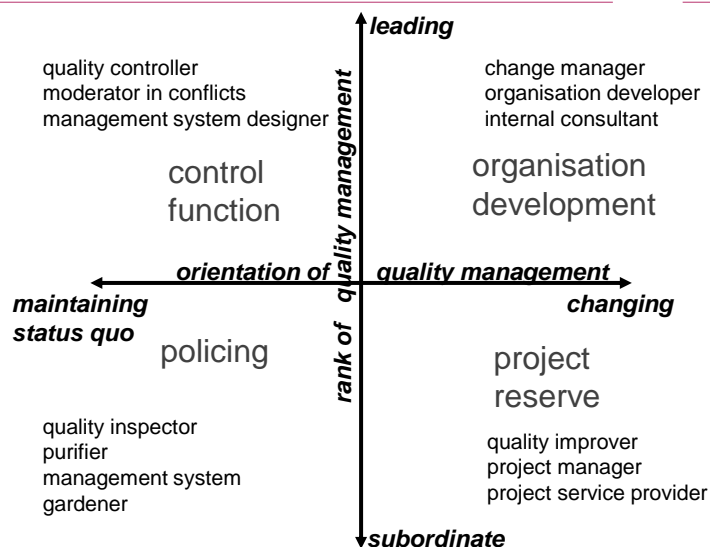 leading
quality controller
moderator in conflicts
management system designer
change manager
organisation developer
internal consultant
control
function
organisation
development
rank of quality management
orientation of quality management
maintaining
status quo
changing
policing
project
reserve
quality inspector
purifier
management system
gardener
quality improver
project manager
project service provider
subordinate